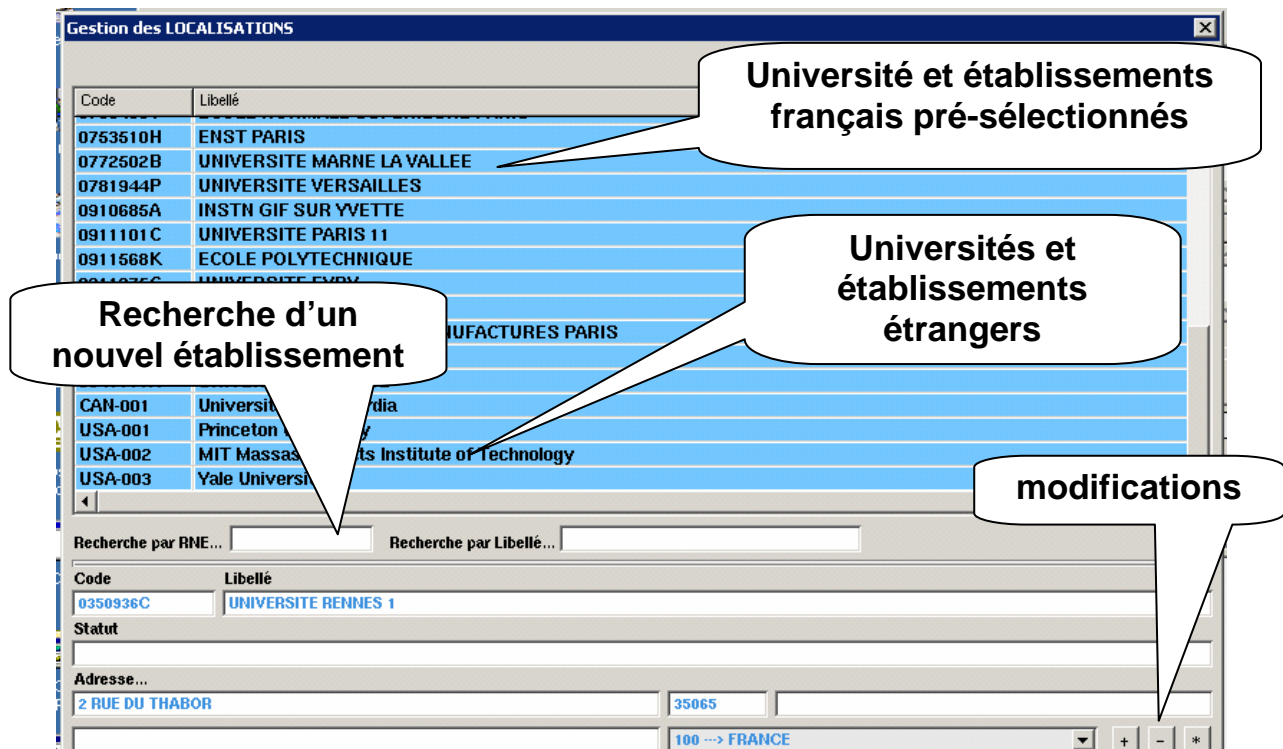 Gestion des LOCALISATIONS
Université et établissements
français pré-sélectionnés
Code Libellé
0753510H ENST PARIS
0772502B UNIVERSITE MARNE LA VALLEE
0781944P UNIVERSITE VERSAILLES
0910685A INSTN GIF SUR YVETTE
0911101C UNIVERSITE PARIS 11
0911568K ECOLE POLYTECHNIQUE
Universités et
établissements
étrangers
UNIVERSITE EVRY
Recherche d'un
nouvel établissement
PARIS
CAN-001
USA-001 Princeton
USA-002 MIT Institute of Technology
USA-003 Yale
modifications
Recherche par RNE... Recherche par Libellé...
Code Libellé
0350936C UNIVERSITE RENNES 1
Statut
Adresse...
2 RUE DU THABOR 35065
100 ---> FRANCE + - *